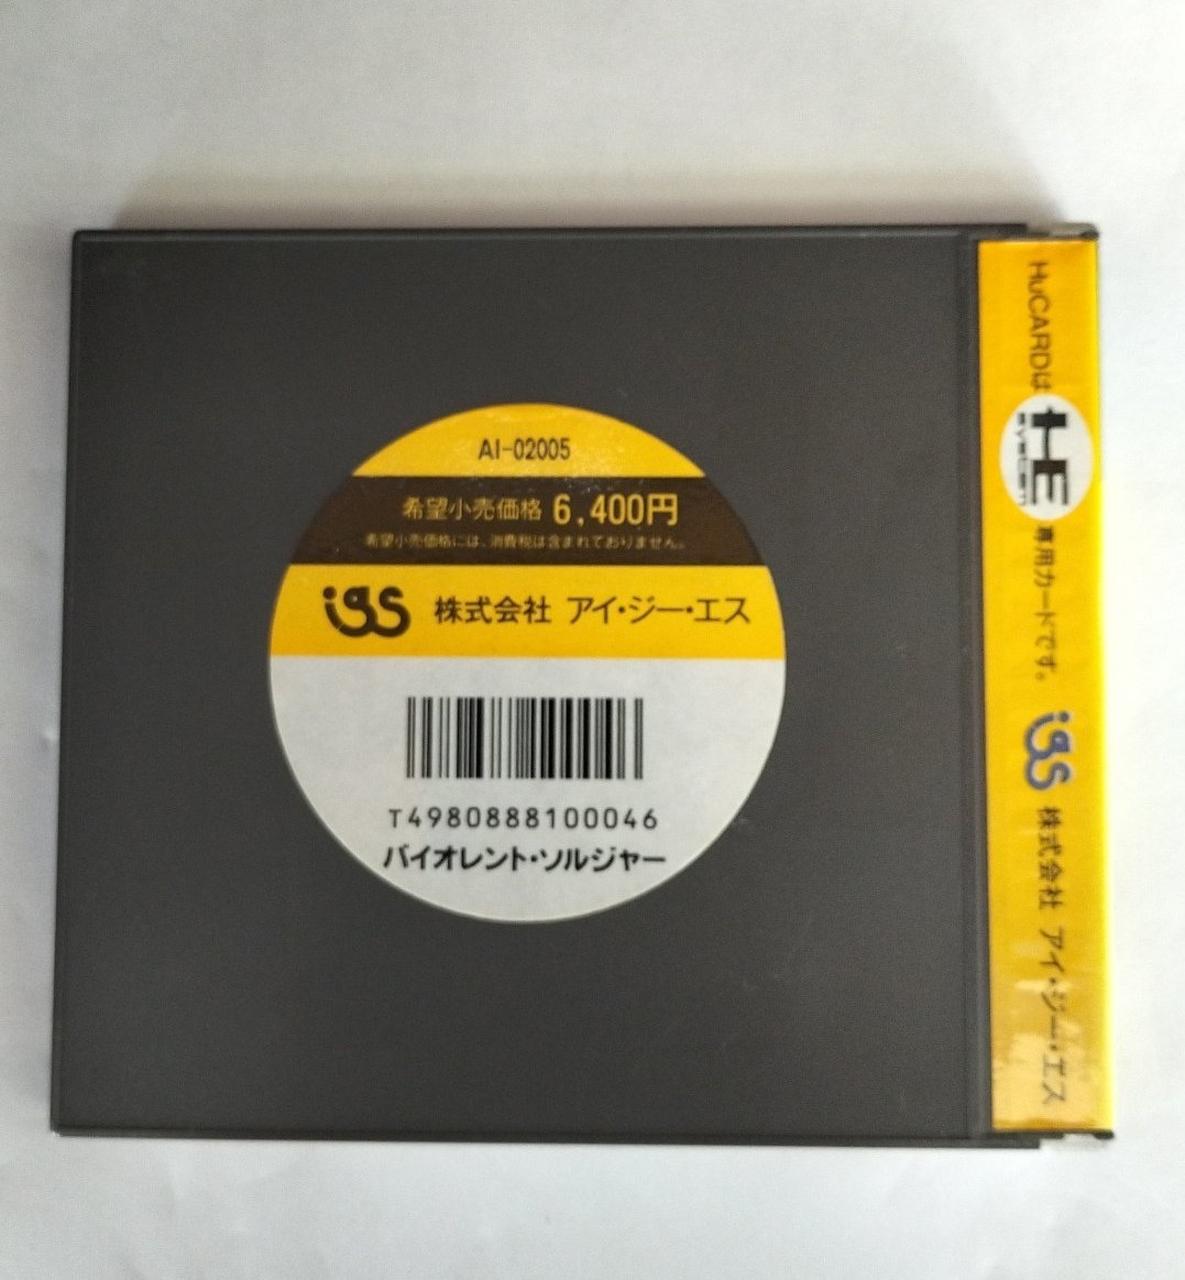 AI-02005
希望小売価格 6,400円
希望小売価格には、消費税は含まれておりません。
igs 株式会社 アイ・ジー・エス
T4980888100046
バイオレント・ソルジャー
HuCARDは HE system 専用カードです。 igs 株式会社 アイ・ジー・エス